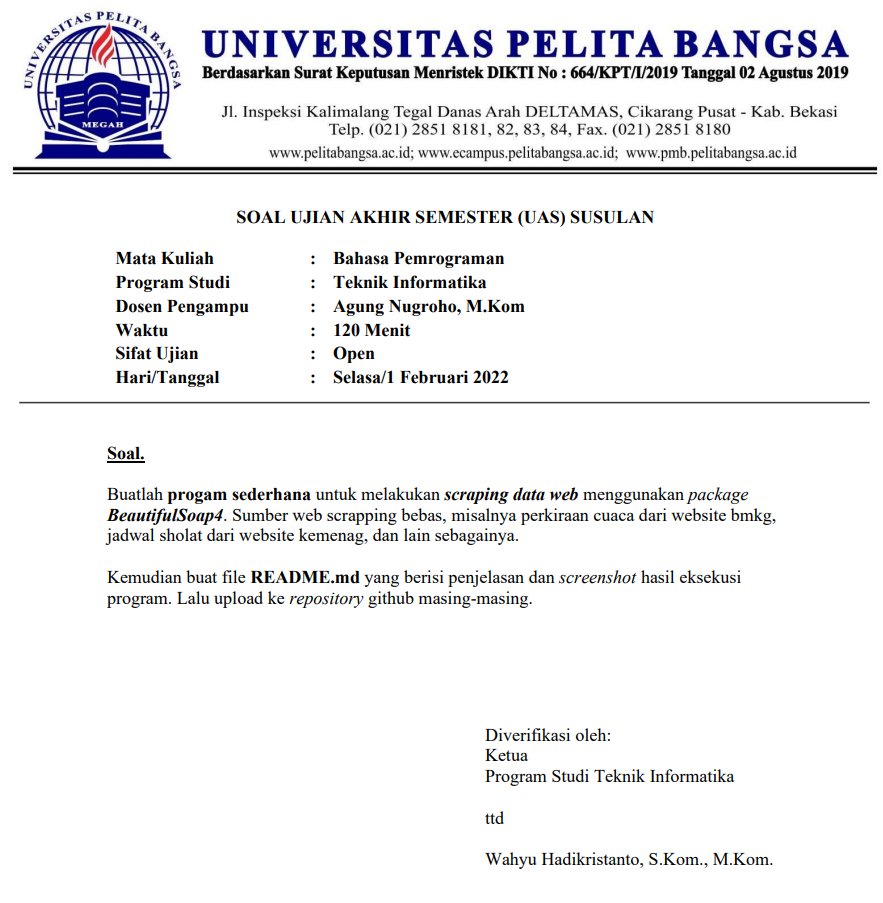 UNIVERSITAS PELITA BANGSA
MEGAH
UNIVERSITAS PELITA BANGSA
Berdasarkan Surat Keputusan Menristek DIKTI No : 664/KPT/I/2019 Tanggal 02 Agustus 2019
Jl. Inspeksi Kalimalang Tegal Danas Arah DELTAMAS, Cikarang Pusat - Kab. Bekasi
Telp. (021) 2851 8181, 82, 83, 84, Fax. (021) 2851 8180
www.pelitabangsa.ac.id; www.ecampus.pelitabangsa.ac.id; www.pmb.pelitabangsa.ac.id
SOAL UJIAN AKHIR SEMESTER (UAS) SUSULAN
Mata Kuliah : Bahasa Pemrograman
Program Studi : Teknik Informatika
Dosen Pengampu : Agung Nugroho, M.Kom
Waktu : 120 Menit
Sifat Ujian : Open
Hari/Tanggal : Selasa/1 Februari 2022
Soal.
Buatlah progam sederhana untuk melakukan scraping data web menggunakan package
BeautifulSoap4. Sumber web scrapping bebas, misalnya perkiraan cuaca dari website bmkg,
jadwal sholat dari website kemenag, dan lain sebagainya.
Kemudian buat file README.md yang berisi penjelasan dan screenshot hasil eksekusi
program. Lalu upload ke repository github masing-masing.
Diverifikasi oleh:
Ketua
Program Studi Teknik Informatika
ttd
Wahyu Hadikristanto, S.Kom., M.Kom.